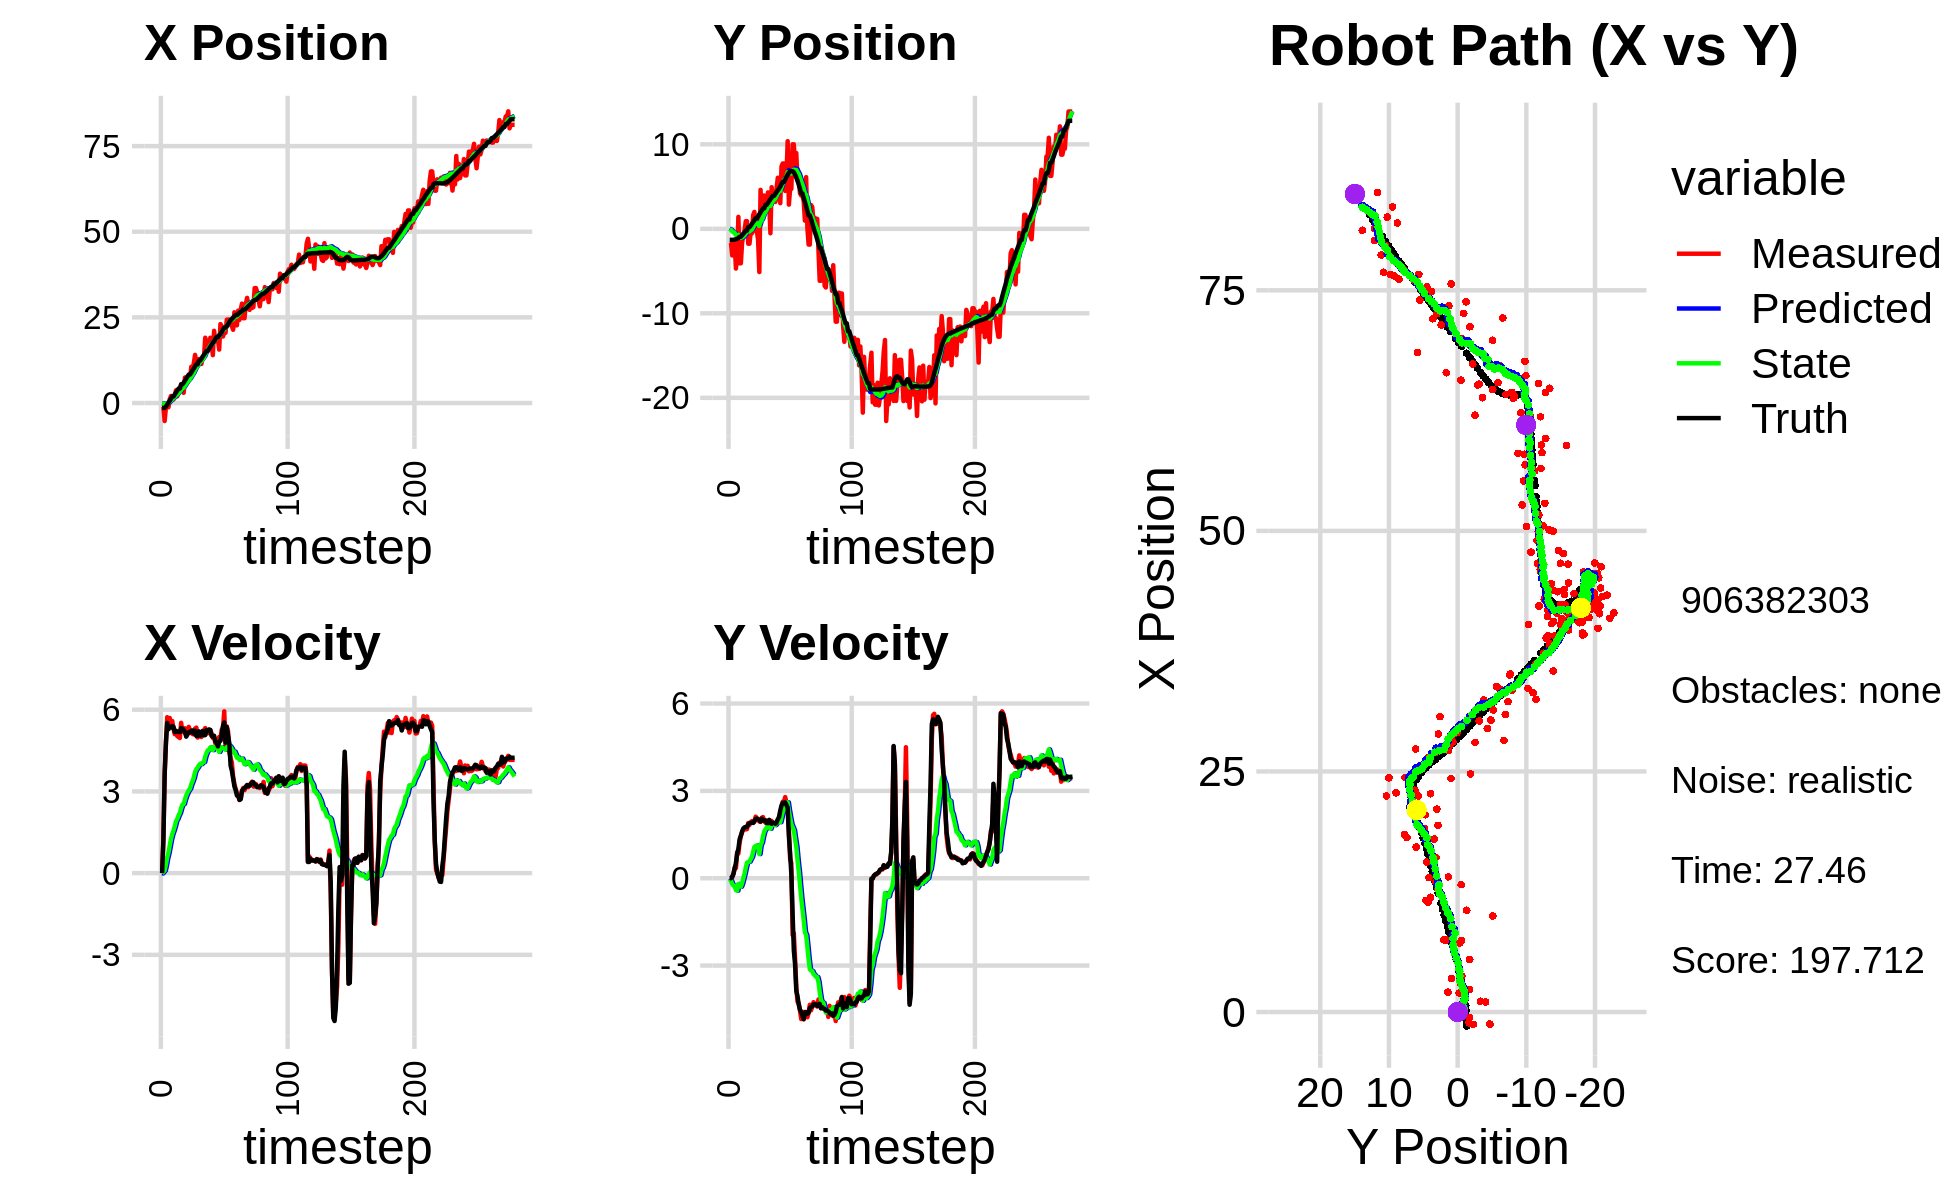 X Position
75
50
25
0
0
100
200
timestep
Y Position
10
0
-10
-20
0
100
200
timestep
X Velocity
6
3
0
-3
0
100
200
timestep
Y Velocity
6
3
0
-3
0
100
200
timestep
Robot Path (X vs Y)
X Position
75
50
25
0
20 10 0 -10 -20
Y Position
variable
Measured
Predicted
State
Truth
906382303
Obstacles: none
Noise: realistic
Time: 27.46
Score: 197.712